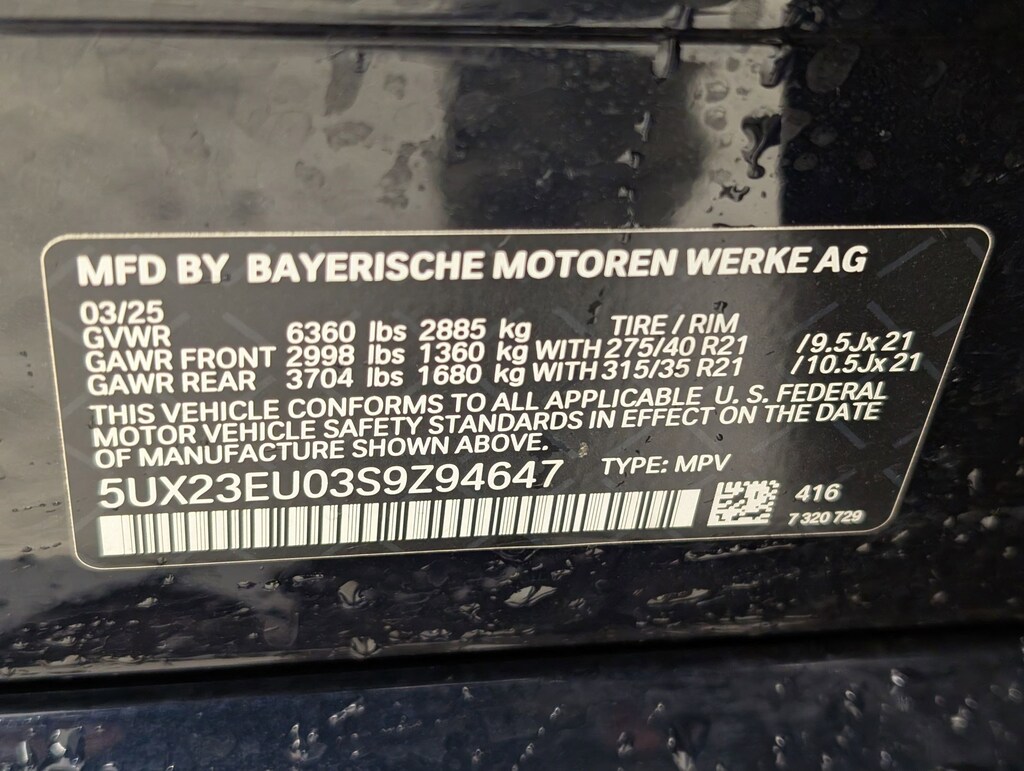 MFD BY BAYERISCHE MOTOREN WERKE AG
03/25
TIRE / RIM
GVWR 6360 lbs 2885 kg
GAWR FRONT 2998 lbs 1360 kg WITH 275/40 R21 /9.5Jx21
GAWR REAR 3704 lbs 1680 kg WITH 315/35 R21 /10.5Jx21
THIS VEHICLE CONFORMS TO ALL APPLICABLE U. S. FEDERAL
MOTOR VEHICLE SAFETY STANDARDS IN EFFECT ON THE DATE
OF MANUFACTURE SHOWN ABOVE.
5UX23EU03S9Z94647 TYPE: MPV
416
7 320 729